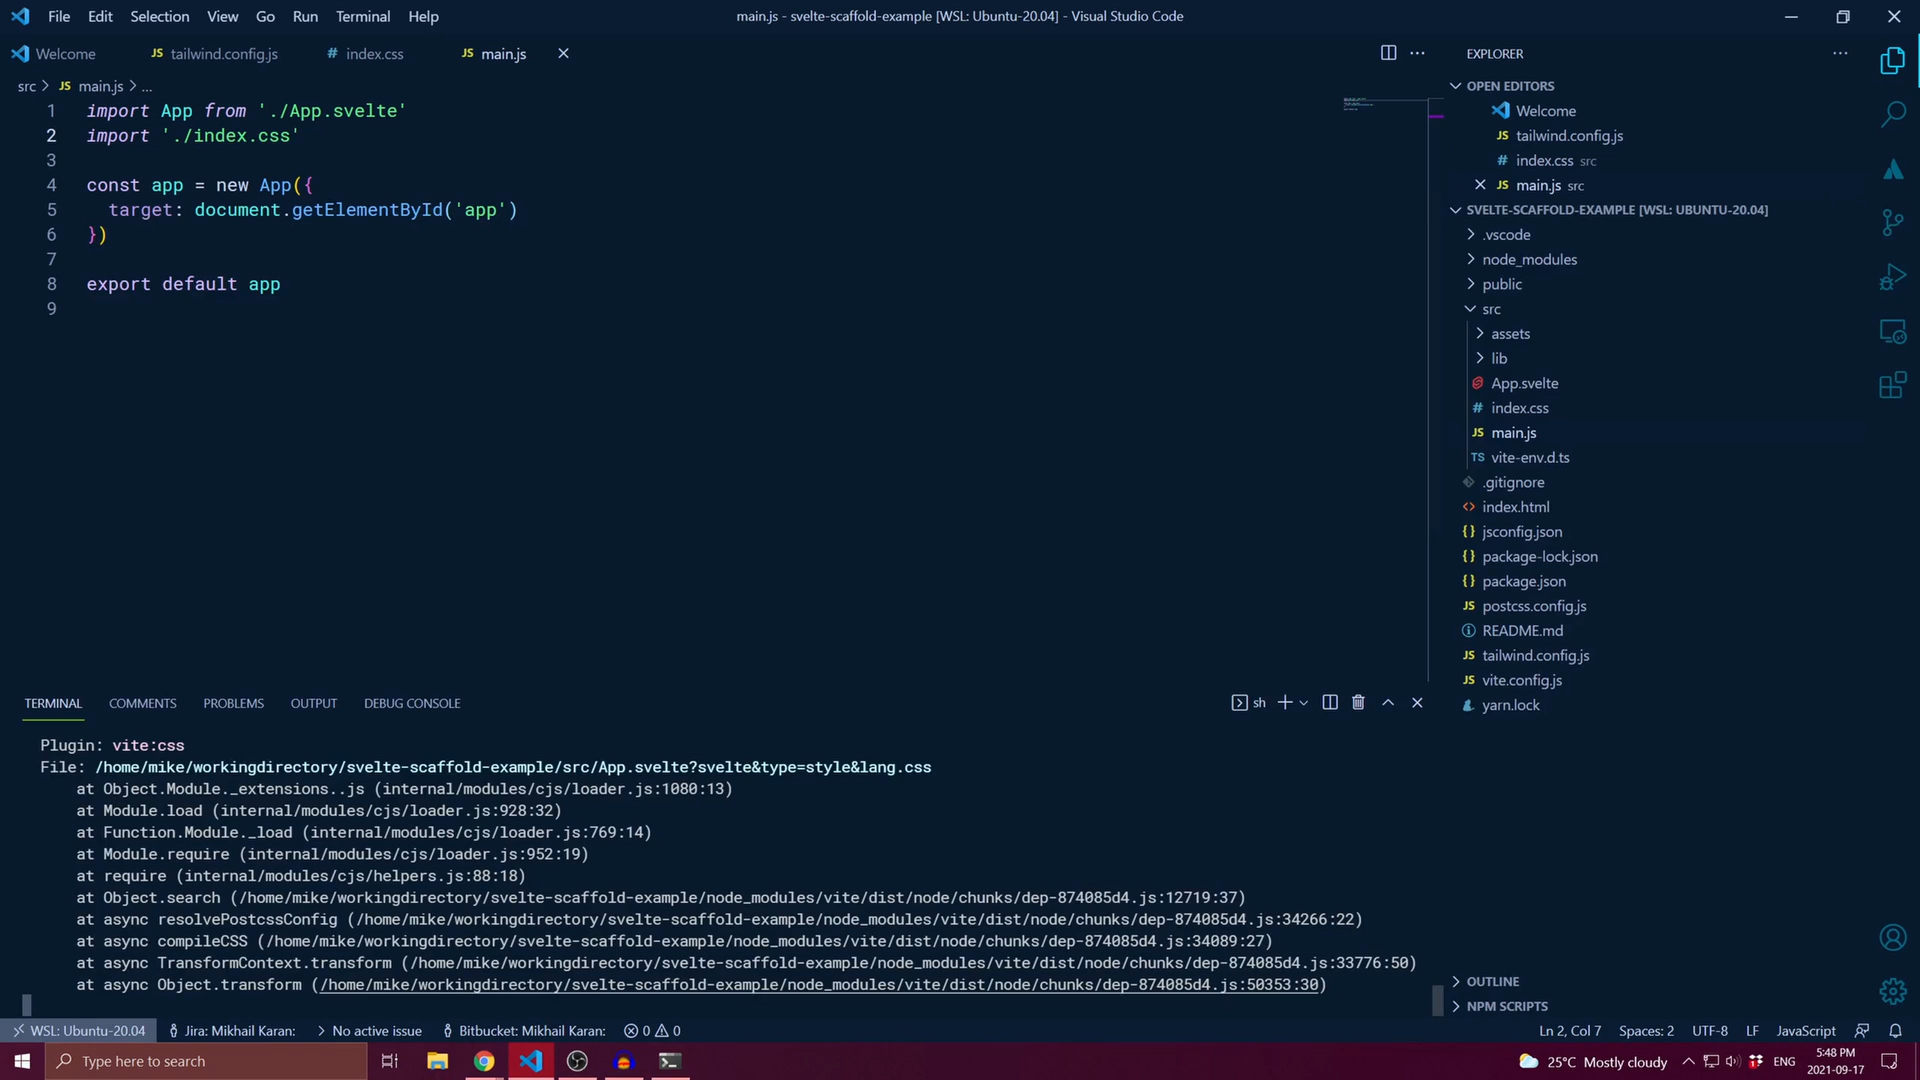 File Edit Selection View Go Run Terminal Help
main.js - svelte-scaffold-example [WSL: Ubuntu-20.04] - Visual Studio Code
Welcome
JS tailwind.config.js
# index.css
JS main.js
src > JS main.js > ...
1 import App from './App.svelte'
2 import './index.css'
3
4 const app = new App({
5 target: document.getElementById('app')
6 })
7
8 export default app
9
EXPLORER
OPEN EDITORS
Welcome
JS tailwind.config.js
# index.css src
JS main.js src
SVELTE-SCAFFOLD-EXAMPLE [WSL: UBUNTU-20.04]
.vscode
node_modules
public
src
assets
lib
App.svelte
# index.css
JS main.js
TS vite-env.d.ts
.gitignore
<> index.html
{} jsconfig.json
{} package-lock.json
{} package.json
JS postcss.config.js
README.md
JS tailwind.config.js
JS vite.config.js
yarn.lock
OUTLINE
NPM SCRIPTS
TERMINAL COMMENTS PROBLEMS OUTPUT DEBUG CONSOLE
sh
Plugin: vite:css
File: /home/mike/workingdirectory/svelte-scaffold-example/src/App.svelte?svelte&type=style&lang.css
at Object.Module._extensions..js (internal/modules/cjs/loader.js:1080:13)
at Module.load (internal/modules/cjs/loader.js:928:32)
at Function.Module._load (internal/modules/cjs/loader.js:769:14)
at Module.require (internal/modules/cjs/loader.js:952:19)
at require (internal/modules/cjs/helpers.js:88:18)
at Object.search (/home/mike/workingdirectory/svelte-scaffold-example/node_modules/vite/dist/node/chunks/dep-874085d4.js:12719:37)
at async resolvePostcssConfig (/home/mike/workingdirectory/svelte-scaffold-example/node_modules/vite/dist/node/chunks/dep-874085d4.js:34266:22)
at async compileCSS (/home/mike/workingdirectory/svelte-scaffold-example/node_modules/vite/dist/node/chunks/dep-874085d4.js:34089:27)
at async TransformContext.transform (/home/mike/workingdirectory/svelte-scaffold-example/node_modules/vite/dist/node/chunks/dep-874085d4.js:33776:50)
at async Object.transform (/home/mike/workingdirectory/svelte-scaffold-example/node_modules/vite/dist/node/chunks/dep-874085d4.js:50353:30)
WSL: Ubuntu-20.04 Jira: Mikhail Karan: > No active issue Bitbucket: Mikhail Karan: 0 0
Ln 2, Col 7 Spaces: 2 UTF-8 LF JavaScript
Type here to search
25°C Mostly cloudy
ENG
5:48 PM
2021-09-17